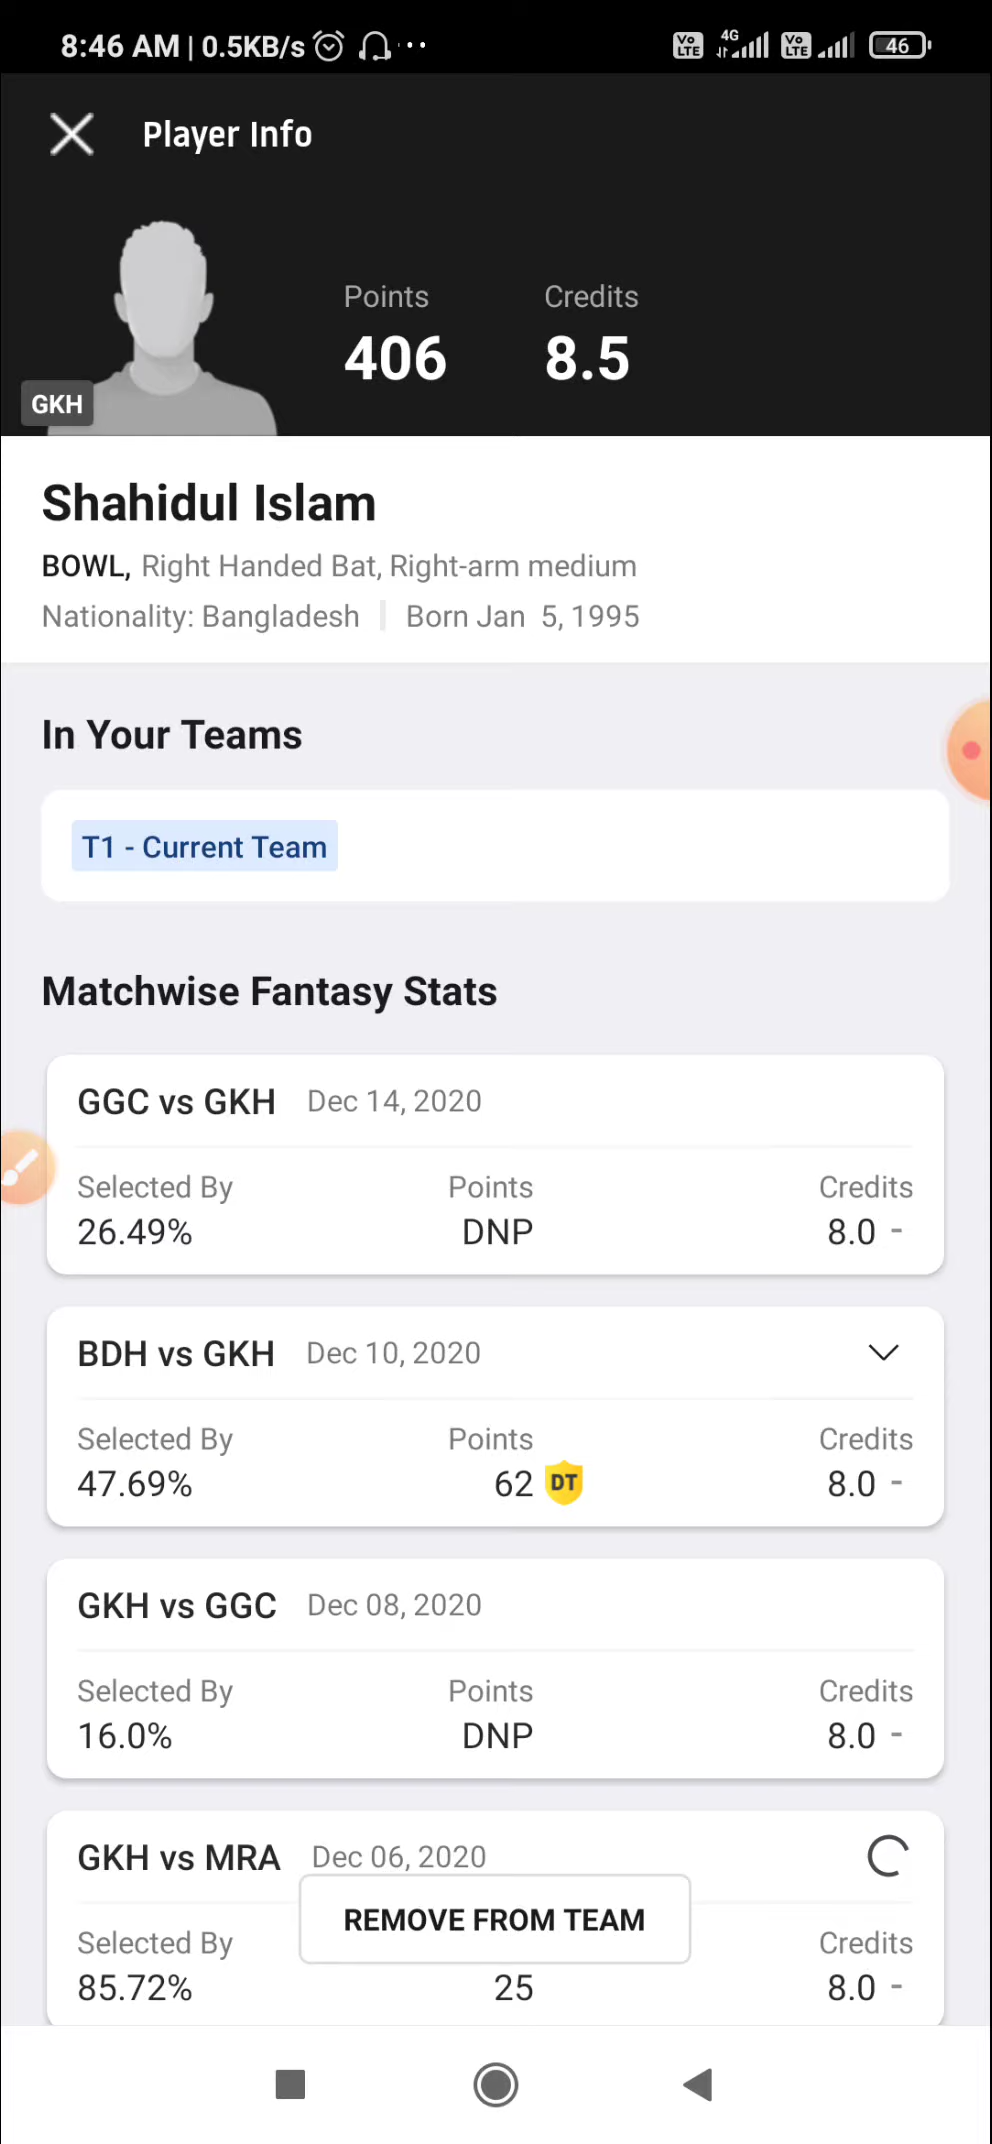 8:46 AM | 0.5KB/s
Vo LTE 4G Vo LTE 46
Player Info
Points Credits
406 8.5
GKH
Shahidul Islam
BOWL, Right Handed Bat, Right-arm medium
Nationality: Bangladesh | Born Jan 5, 1995
In Your Teams
T1 - Current Team
Matchwise Fantasy Stats
GGC vs GKH Dec 14, 2020
Selected By Points Credits
26.49% DNP 8.0 -
BDH vs GKH Dec 10, 2020
Selected By Points Credits
47.69% 62 DT 8.0 -
GKH vs GGC Dec 08, 2020
Selected By Points Credits
16.0% DNP 8.0 -
GKH vs MRA Dec 06, 2020
REMOVE FROM TEAM
Selected By Credits
85.72% 25 8.0 -